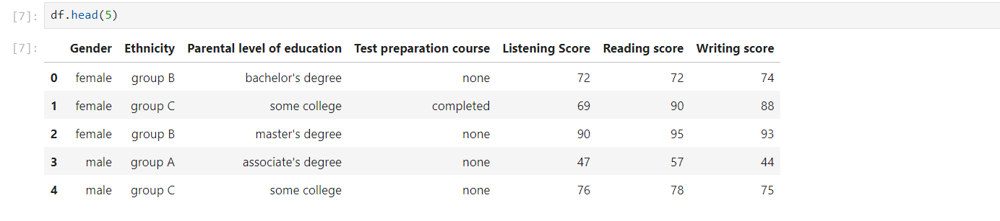 [7]: df.head(5)
[7]: Gender Ethnicity Parental level of education Test preparation course Listening Score Reading score Writing score
0 female group B bachelor's degree none 72 72 74
1 female group C some college completed 69 90 88
2 female group B master's degree none 90 95 93
3 male group A associate's degree none 47 57 44
4 male group C some college none 76 78 75